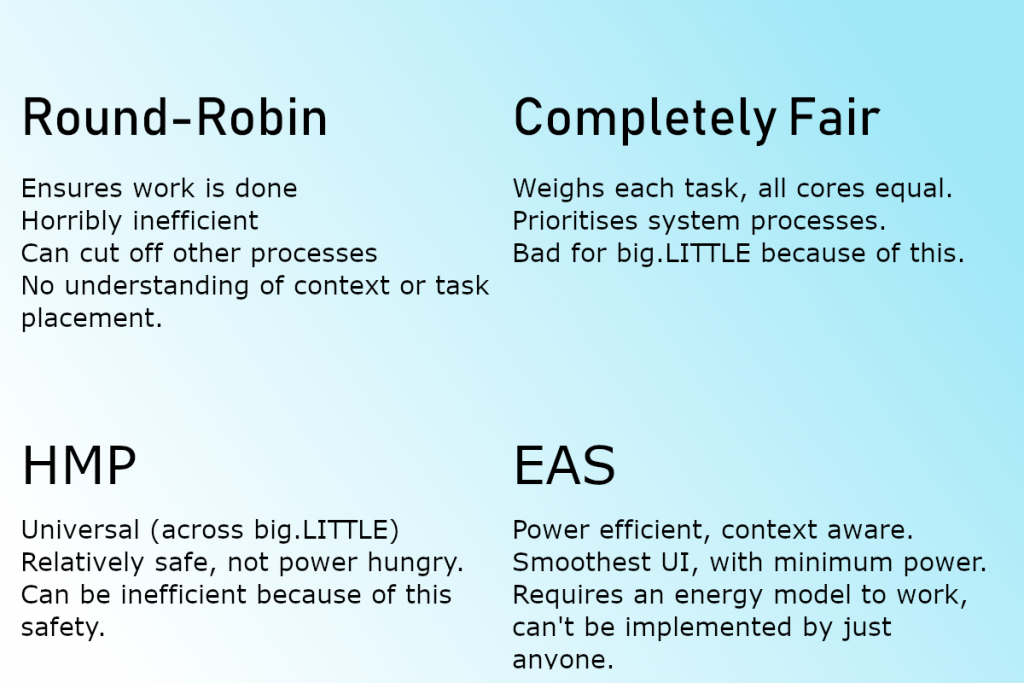 Round-Robin
Ensures work is done
Horribly inefficient
Can cut off other processes
No understanding of context or task
placement.
Completely Fair
Weighs each task, all cores equal.
Prioritises system processes.
Bad for big.LITTLE because of this.
HMP
Universal (across big.LITTLE)
Relatively safe, not power hungry.
Can be inefficient because of this
safety.
EAS
Power efficient, context aware.
Smoothest UI, with minimum power.
Requires an energy model to work,
can't be implemented by just
anyone.